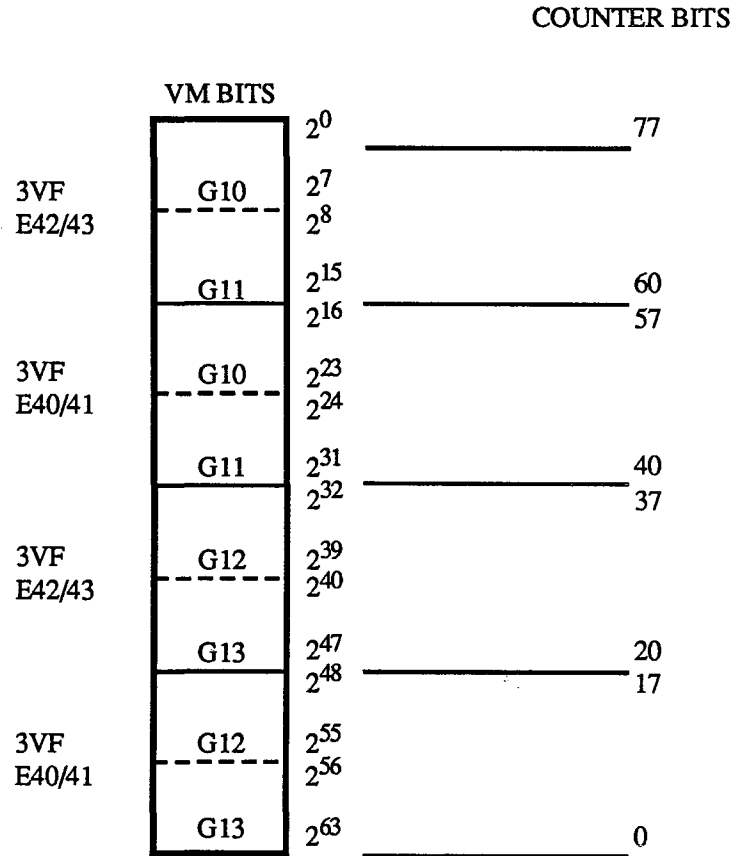 COUNTER BITS
VM BITS
2^0 77
3VF G10 2^7
E42/43 2^8
G11 2^15 60
2^16 57
3VF G10 2^23
E40/41 2^24
G11 2^31 40
2^32 37
3VF G12 2^39
E42/43 2^40
G13 2^47 20
2^48 17
3VF G12 2^55
E40/41 2^56
G13 2^63 0